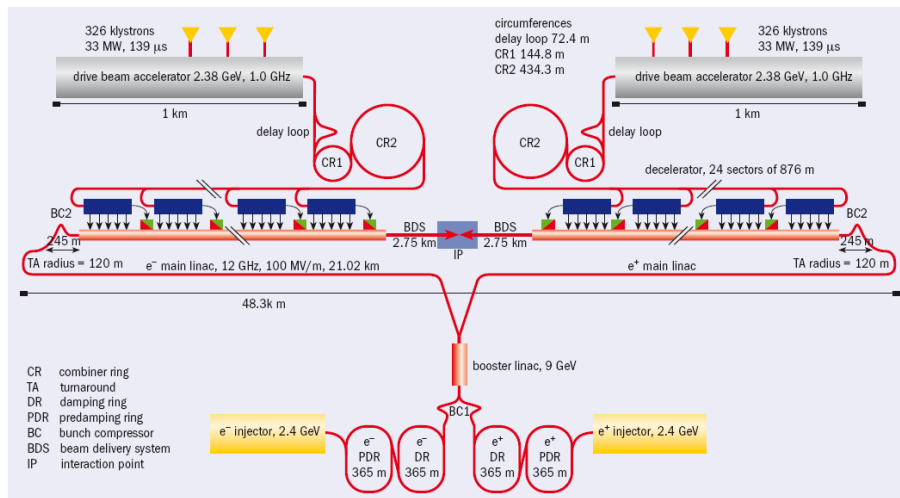 326 klystrons
33 MW, 139 μs
circumferences
delay loop 72.4 m
CR1 144.8 m
CR2 434.3 m
326 klystrons
33 MW, 139 μs
drive beam accelerator 2.38 GeV, 1.0 GHz
drive beam accelerator 2.38 GeV, 1.0 GHz
1 km
1 km
delay loop
CR2
CR1
CR2
CR1
delay loop
decelerator, 24 sectors of 876 m
BC2
BC2
BDS
2.75 km
IP
BDS
2.75 km
245 m
245 m
TA radius = 120 m
e⁻ main linac, 12 GHz, 100 MV/m, 21.02 km
e⁺ main linac
TA radius = 120 m
48.3k m
booster linac, 9 GeV
CR combiner ring
TA turnaround
DR damping ring
PDR predamping ring
BC bunch compressor
BDS beam delivery system
IP interaction point
BC1
e⁻ injector, 2.4 GeV
e⁻
PDR
365 m
e⁻
DR
365 m
e⁺
DR
365 m
e⁺
PDR
365 m
e⁺ injector, 2.4 GeV